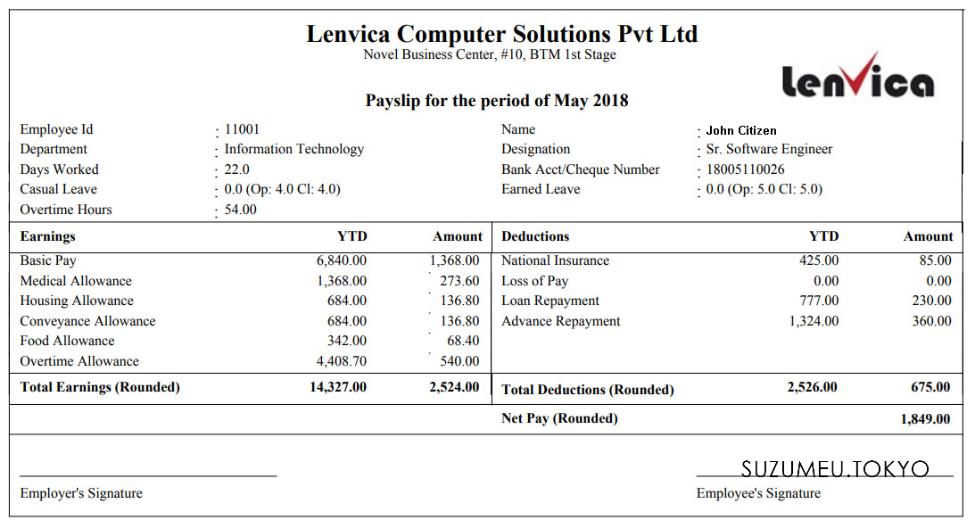 Lenvica Computer Solutions Pvt Ltd
Novel Business Center, #10, BTM 1st Stage
Lenvica
Payslip for the period of May 2018
Employee Id : 11001 Name : John Citizen
Department : Information Technology Designation : Sr. Software Engineer
Days Worked : 22.0 Bank Acct/Cheque Number : 18005110026
Casual Leave : 0.0 (Op: 4.0 Cl: 4.0) Earned Leave : 0.0 (Op: 5.0 Cl: 5.0)
Overtime Hours : 54.00
Earnings YTD Amount Deductions YTD Amount
Basic Pay 6,840.00 1,368.00 National Insurance 425.00 85.00
Medical Allowance 1,368.00 273.60 Loss of Pay 0.00 0.00
Housing Allowance 684.00 136.80 Loan Repayment 777.00 230.00
Conveyance Allowance 684.00 136.80 Advance Repayment 1,324.00 360.00
Food Allowance 342.00 68.40
Overtime Allowance 4,408.70 540.00
Total Earnings (Rounded) 14,327.00 2,524.00 Total Deductions (Rounded) 2,526.00 675.00
Net Pay (Rounded) 1,849.00
SUZUMEU.TOKYO
Employer's Signature Employee's Signature